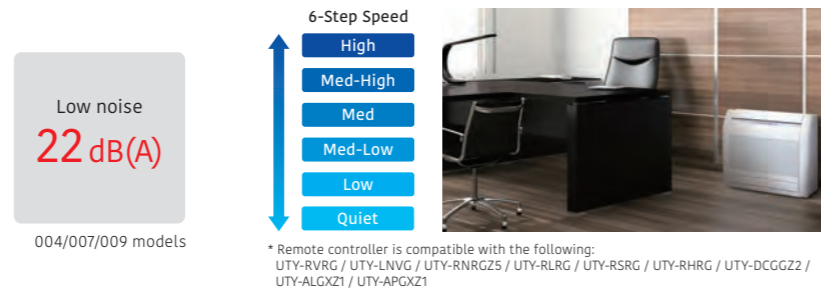 Low noise
22 dB(A)
004/007/009 models
6-Step Speed
High
Med-High
Med
Med-Low
Low
Quiet
* Remote controller is compatible with the following:
UTY-RVRG / UTY-LNVG / UTY-RNRGZ5 / UTY-RLRG / UTY-RSRG / UTY-RHRG / UTY-DCGGZ2 /
UTY-ALGXZ1 / UTY-APGXZ1